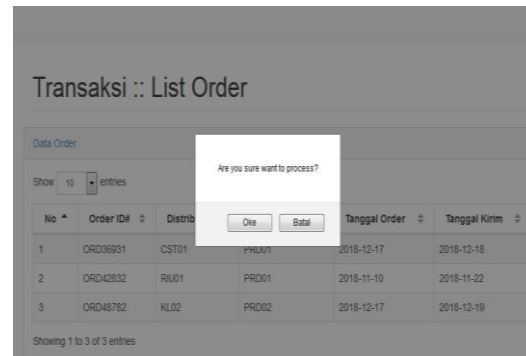 Transaksi :: List Order
Data Order
Show 10 entries
Are you sure want to process?
Oke Batal
No Order ID# Distrib Tanggal Order Tanggal Kirim
1 ORD36931 CST01 PRD01 2018-12-17 2018-12-18
2 ORD42832 RIU01 PRD01 2018-11-10 2018-11-22
3 ORD48782 KL02 PRD02 2018-12-17 2018-12-19
Showing 1 to 3 of 3 entries